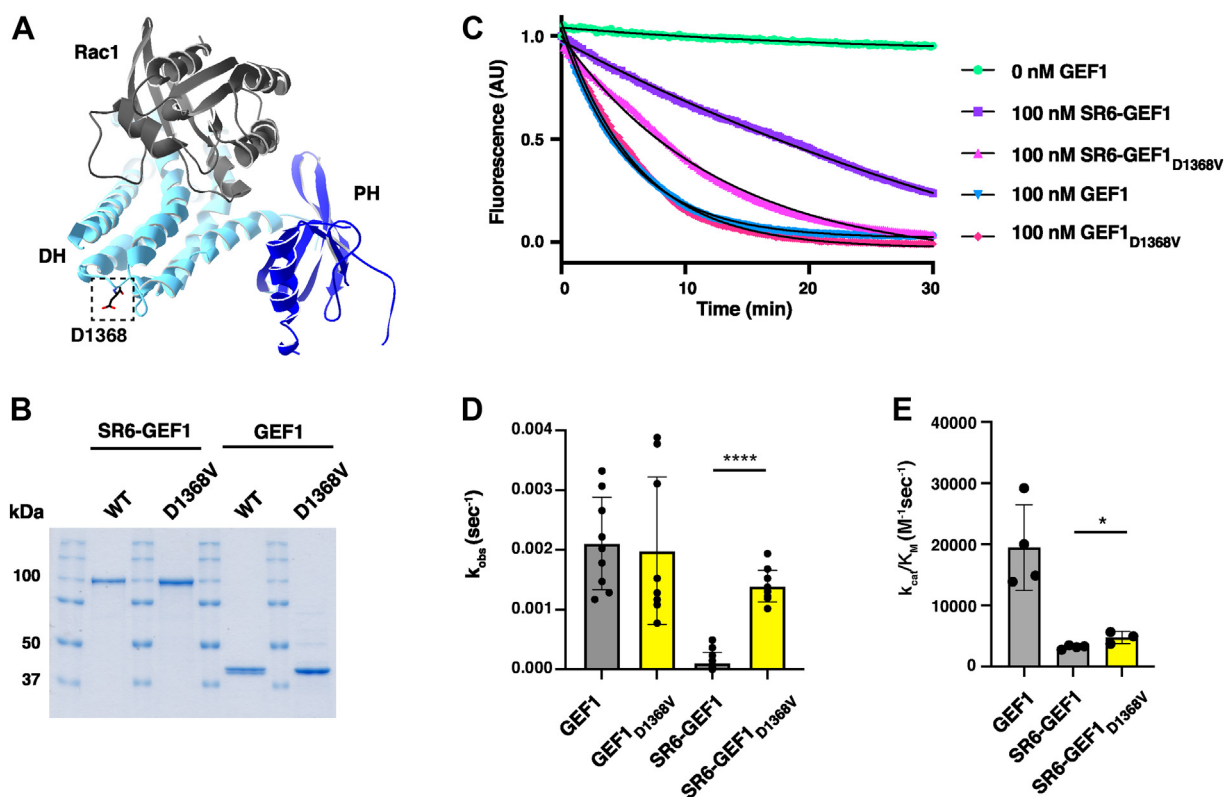 A
Rac1
PH
DH
D1368
C
Fluorescence (AU)
1.0
0.5
0.0
0
10
20
30
Time (min)
0 nM GEF1
100 nM SR6-GEF1
100 nM SR6-GEF1D1368V
100 nM GEF1
100 nM GEF1D1368V
B
SR6-GEF1 GEF1
WT D1368V WT D1368V
kDa
100
50
37
D
kobs (sec-1)
0.004
0.003
0.002
0.001
0.000
****
GEF1
GEF1D1368V
SR6-GEF1
SR6-GEF1D1368V
E
kcat/KM (M-1sec-1)
40000
30000
20000
10000
0
*
GEF1
SR6-GEF1
SR6-GEF1D1368V